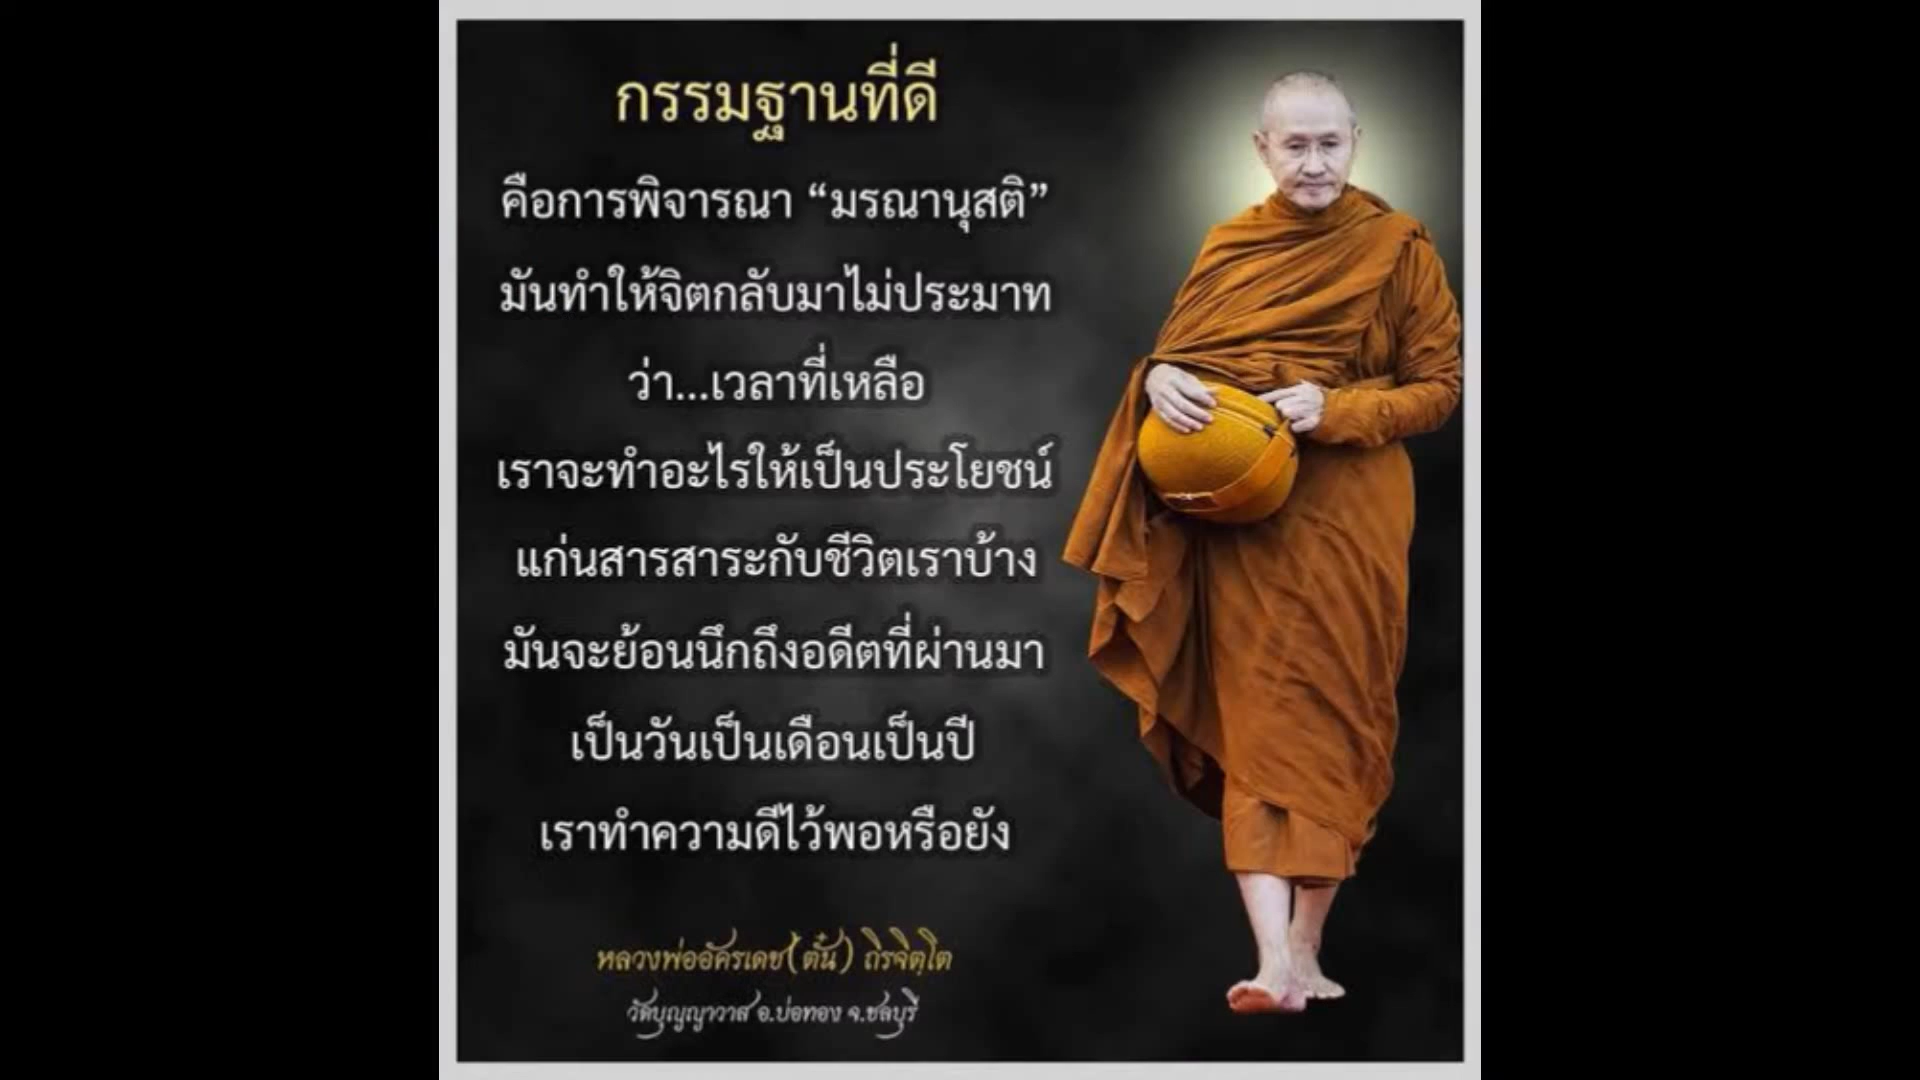 กรรมฐานที่ดี
คือการพิจารณา “มรณานุสติ”
มันทำให้จิตกลับมาไม่ประมาท
ว่า...เวลาที่เหลือ
เราจะทำอะไรให้เป็นประโยชน์
แก่นสารสาระกับชีวิตเราบ้าง
มันจะย้อนนึกถึงอดีตที่ผ่านมา
เป็นวันเป็นเดือนเป็นปี
เราทำความดีไว้พอหรือยัง
หลวงพ่ออัครเดช(ตั๋น) ถิรจิตฺโต
วัดบุญญาวาส อ.บ่อทอง จ.ชลบุรี